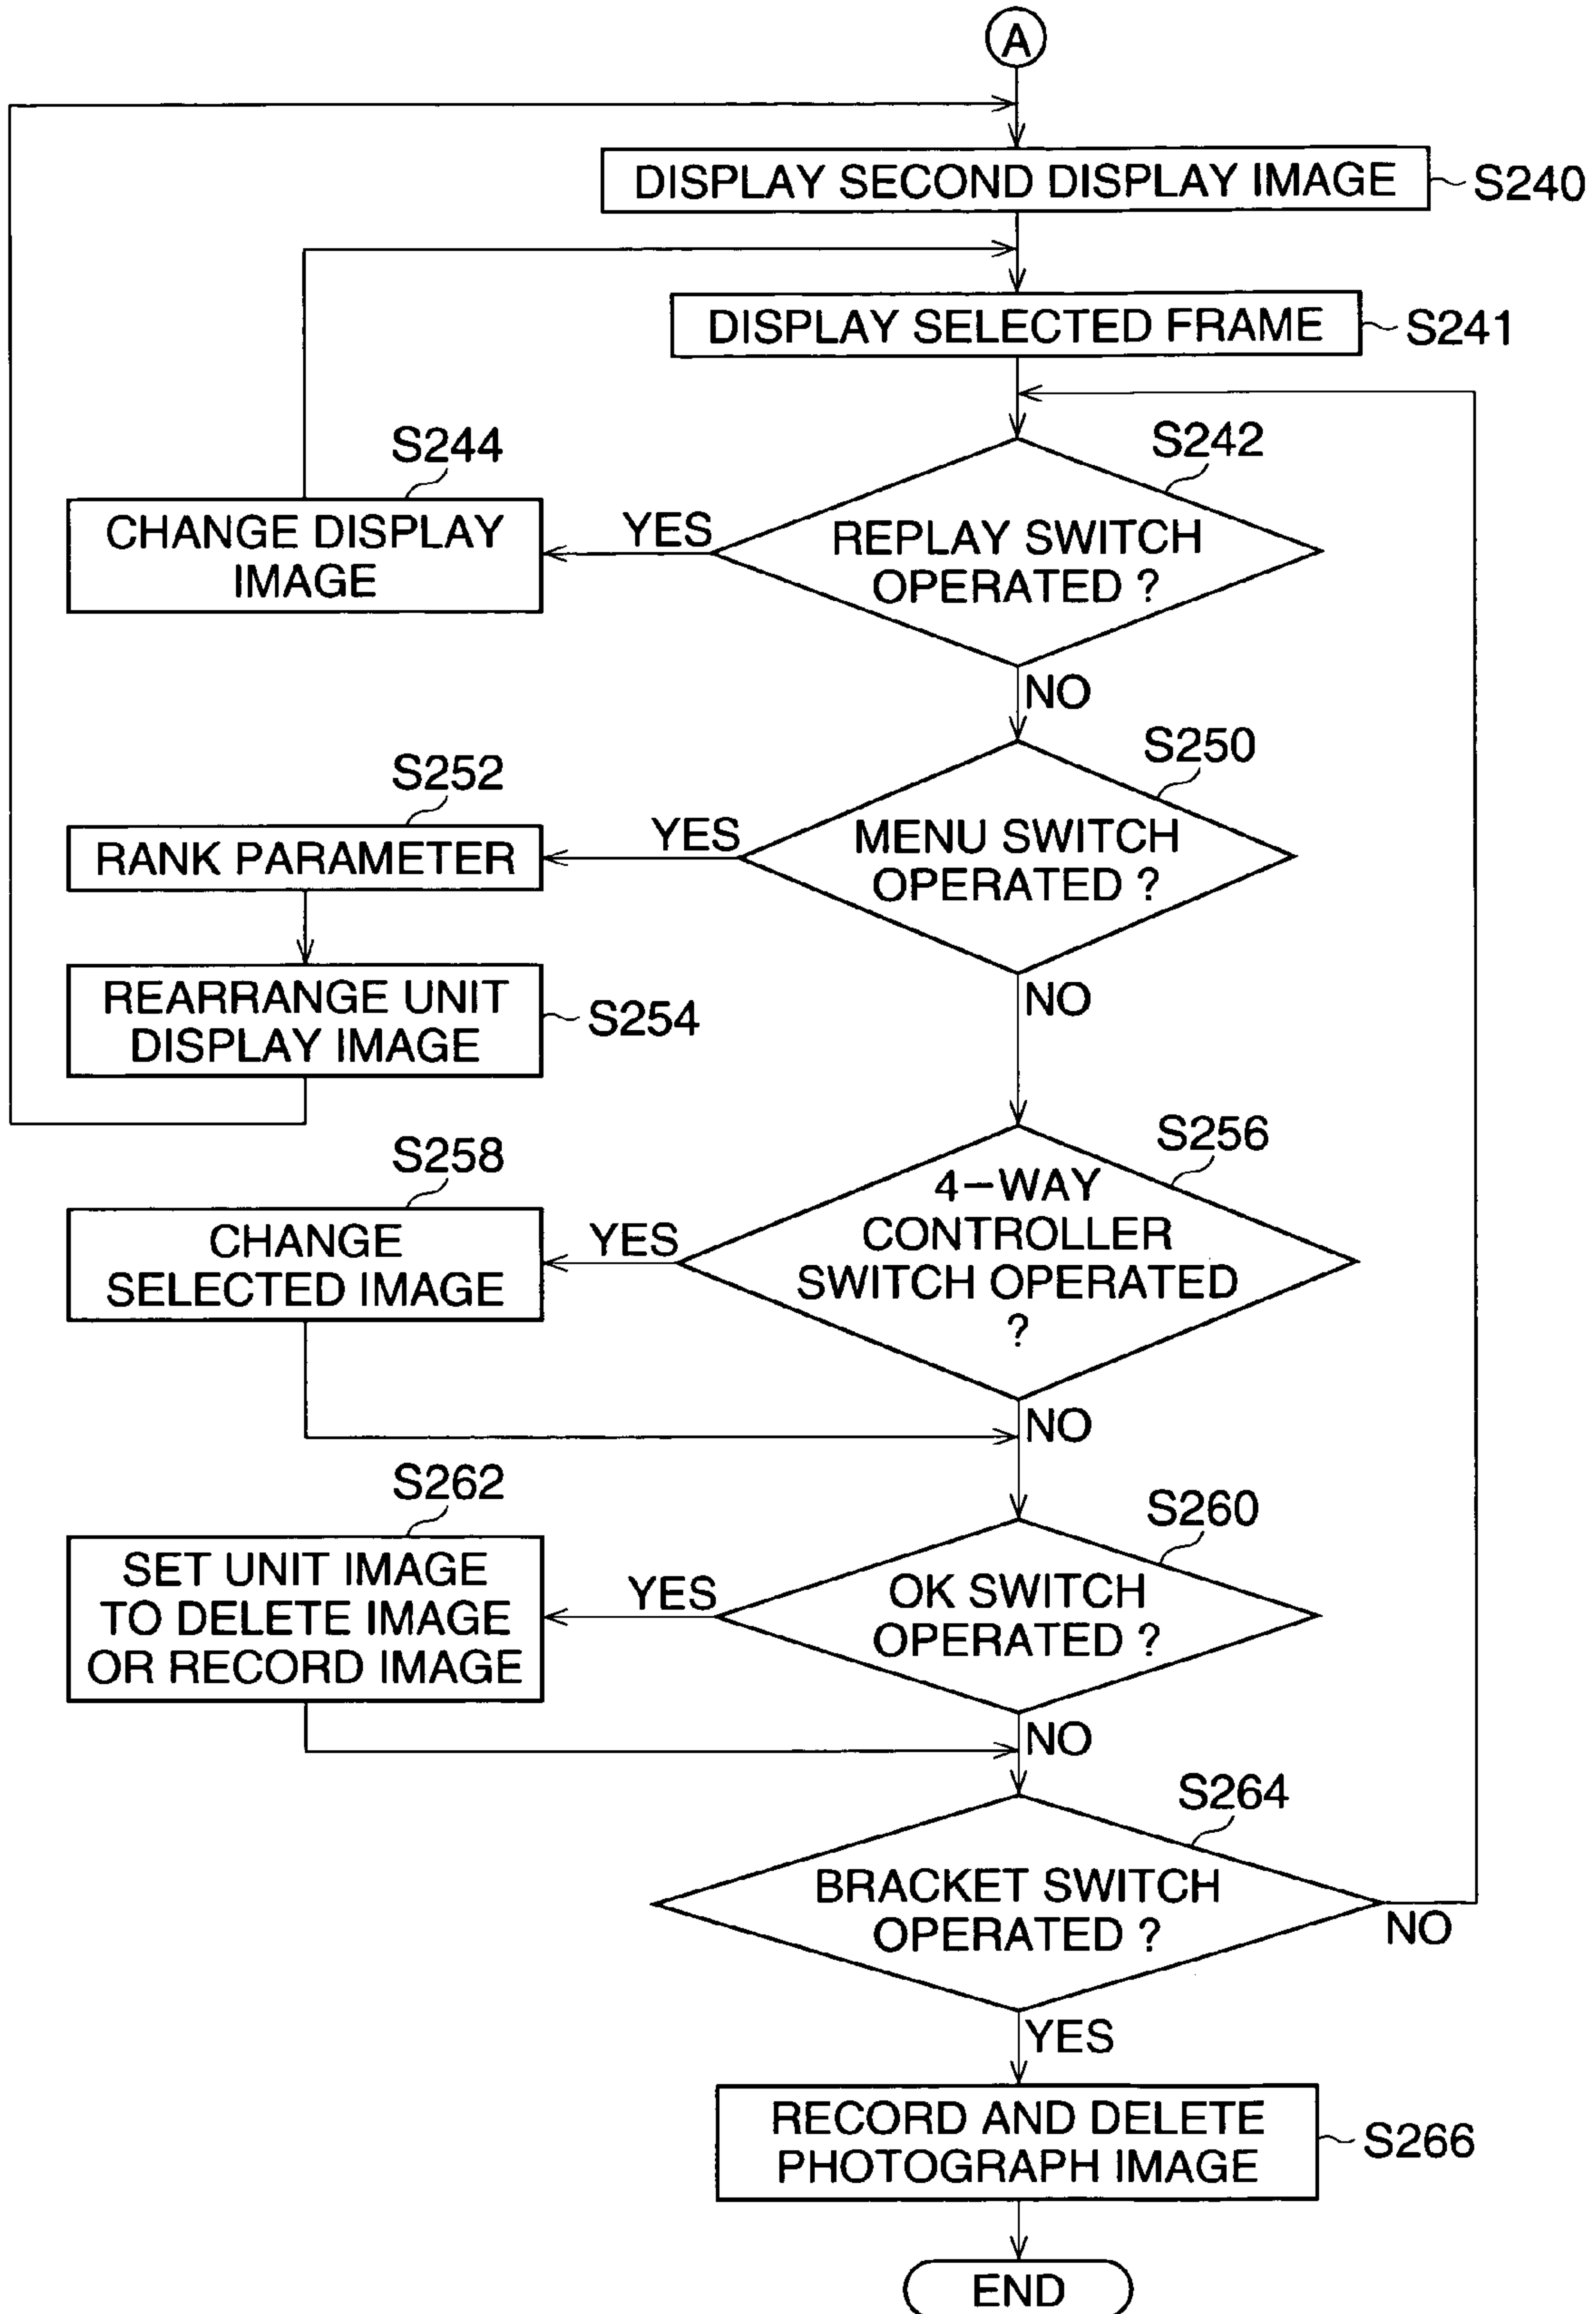 A
DISPLAY SECOND DISPLAY IMAGE
S240
DISPLAY SELECTED FRAME
S241
S244
CHANGE DISPLAY
IMAGE
YES
S242
REPLAY SWITCH
OPERATED ?
NO
S252
RANK PARAMETER
YES
S250
MENU SWITCH
OPERATED ?
NO
REARRANGE UNIT
DISPLAY IMAGE
S254
S258
CHANGE
SELECTED IMAGE
YES
S256
4-WAY
CONTROLLER
SWITCH OPERATED
?
NO
S262
SET UNIT IMAGE
TO DELETE IMAGE
OR RECORD IMAGE
YES
S260
OK SWITCH
OPERATED ?
NO
S264
BRACKET SWITCH
OPERATED ?
NO
YES
RECORD AND DELETE
PHOTOGRAPH IMAGE
S266
END